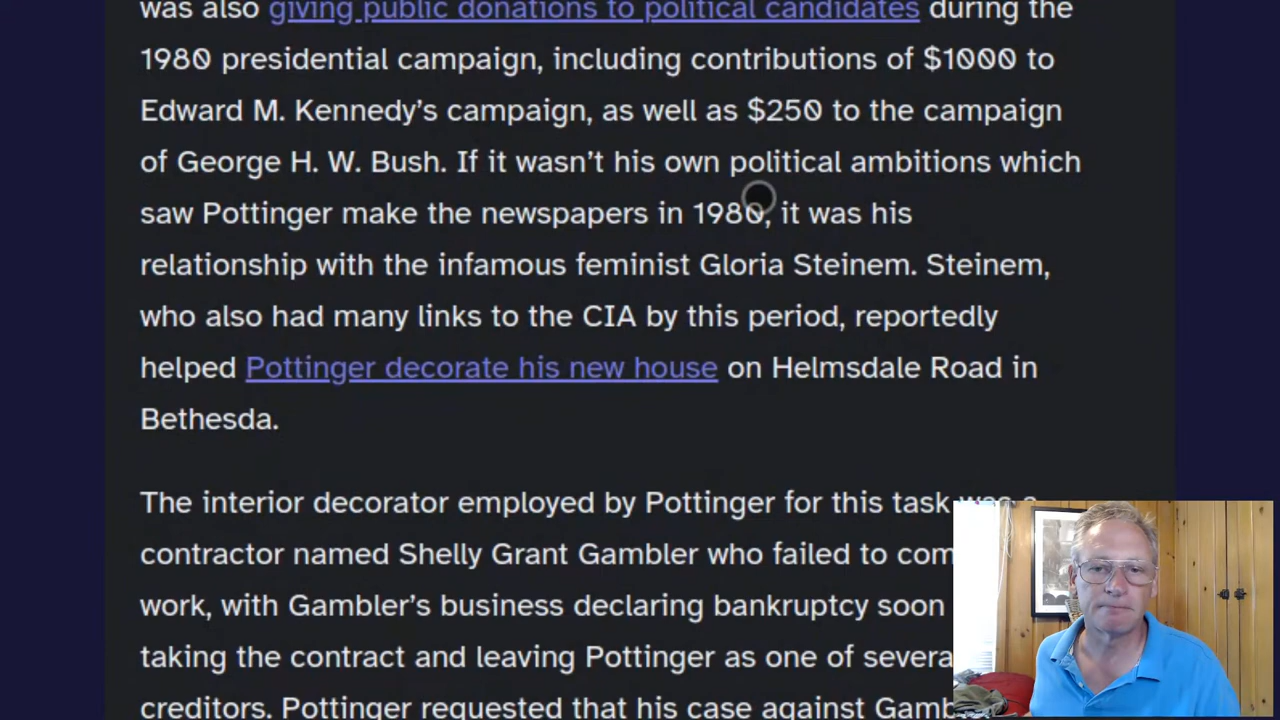 was also giving public donations to political candidates during the
1980 presidential campaign, including contributions of $1000 to
Edward M. Kennedy’s campaign, as well as $250 to the campaign
of George H. W. Bush. If it wasn’t his own political ambitions which
saw Pottinger make the newspapers in 1980, it was his
relationship with the infamous feminist Gloria Steinem. Steinem,
who also had many links to the CIA by this period, reportedly
helped Pottinger decorate his new house on Helmsdale Road in
Bethesda.
The interior decorator employed by Pottinger for this task was a
contractor named Shelly Grant Gambler who failed to com
work, with Gambler’s business declaring bankruptcy soon
taking the contract and leaving Pottinger as one of severa
creditors. Pottinger requested that his case against Gamb